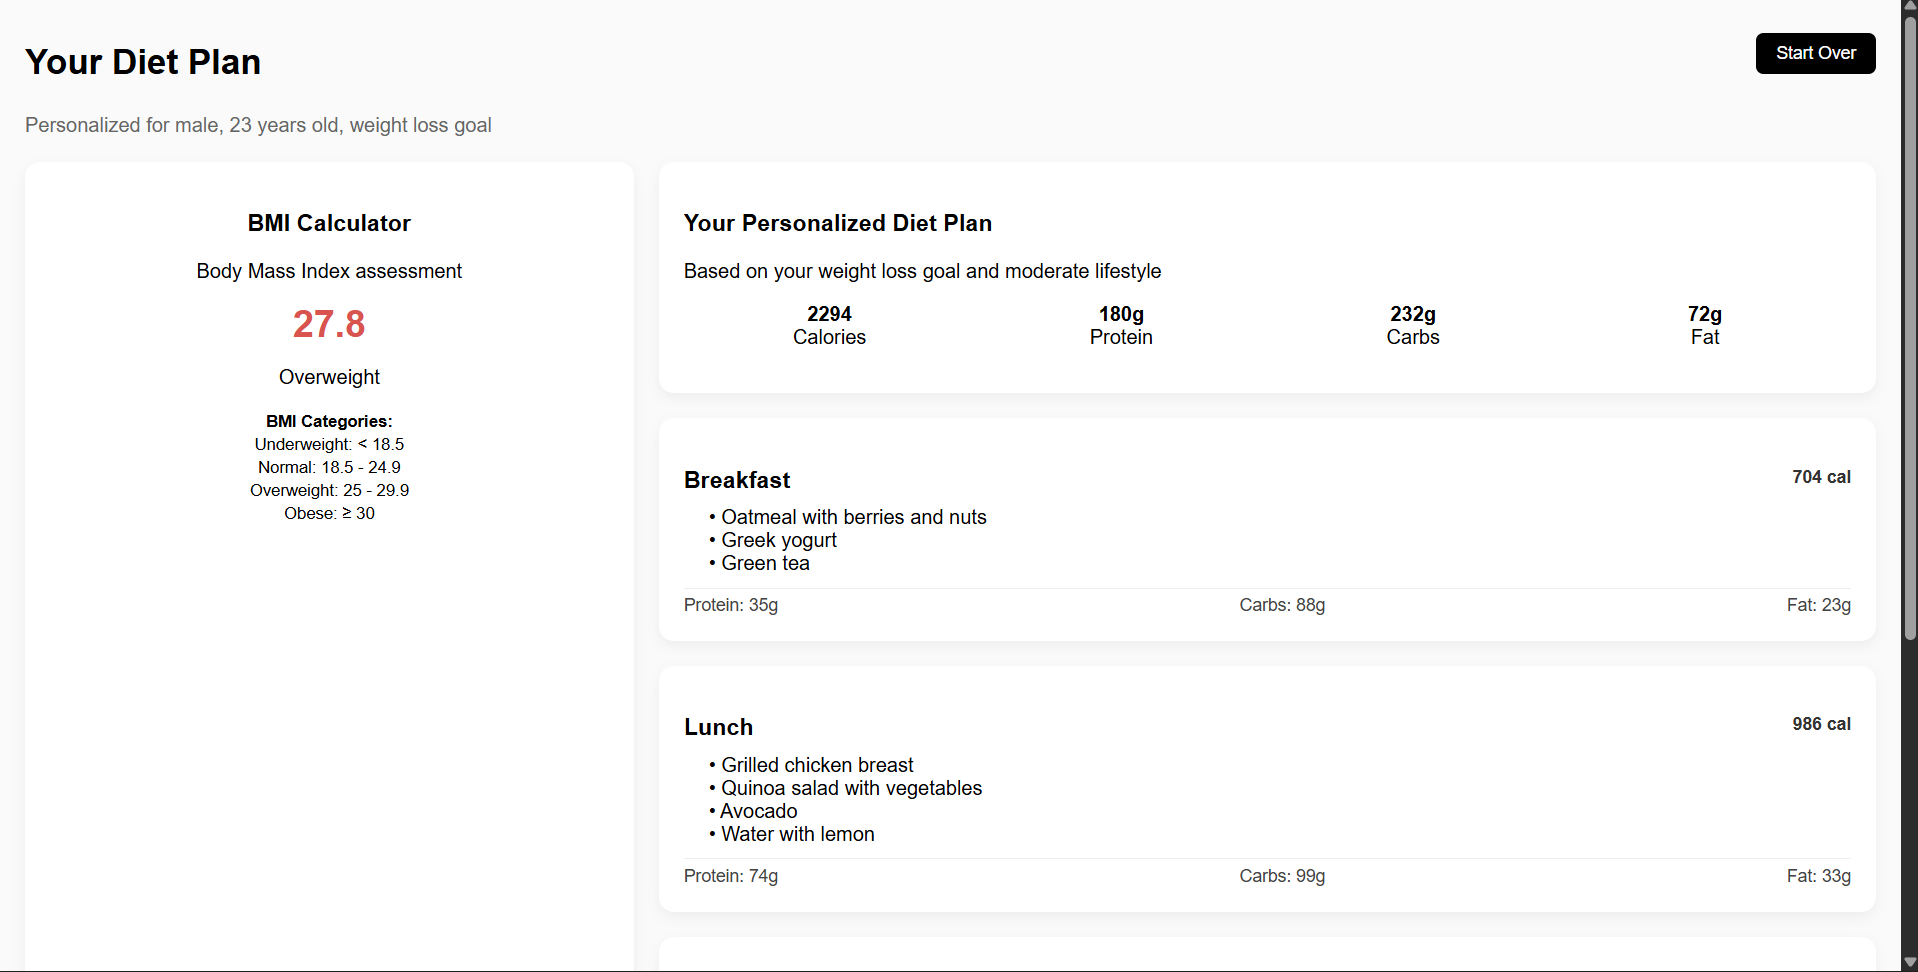 Your Diet Plan
Start Over
Personalized for male, 23 years old, weight loss goal
BMI Calculator
Body Mass Index assessment
27.8
Overweight
BMI Categories:
Underweight: < 18.5
Normal: 18.5 - 24.9
Overweight: 25 - 29.9
Obese: ≥ 30
Your Personalized Diet Plan
Based on your weight loss goal and moderate lifestyle
2294 180g 232g 72g
Calories Protein Carbs Fat
Breakfast 704 cal
• Oatmeal with berries and nuts
• Greek yogurt
• Green tea
Protein: 35g Carbs: 88g Fat: 23g
Lunch 986 cal
• Grilled chicken breast
• Quinoa salad with vegetables
• Avocado
• Water with lemon
Protein: 74g Carbs: 99g Fat: 33g